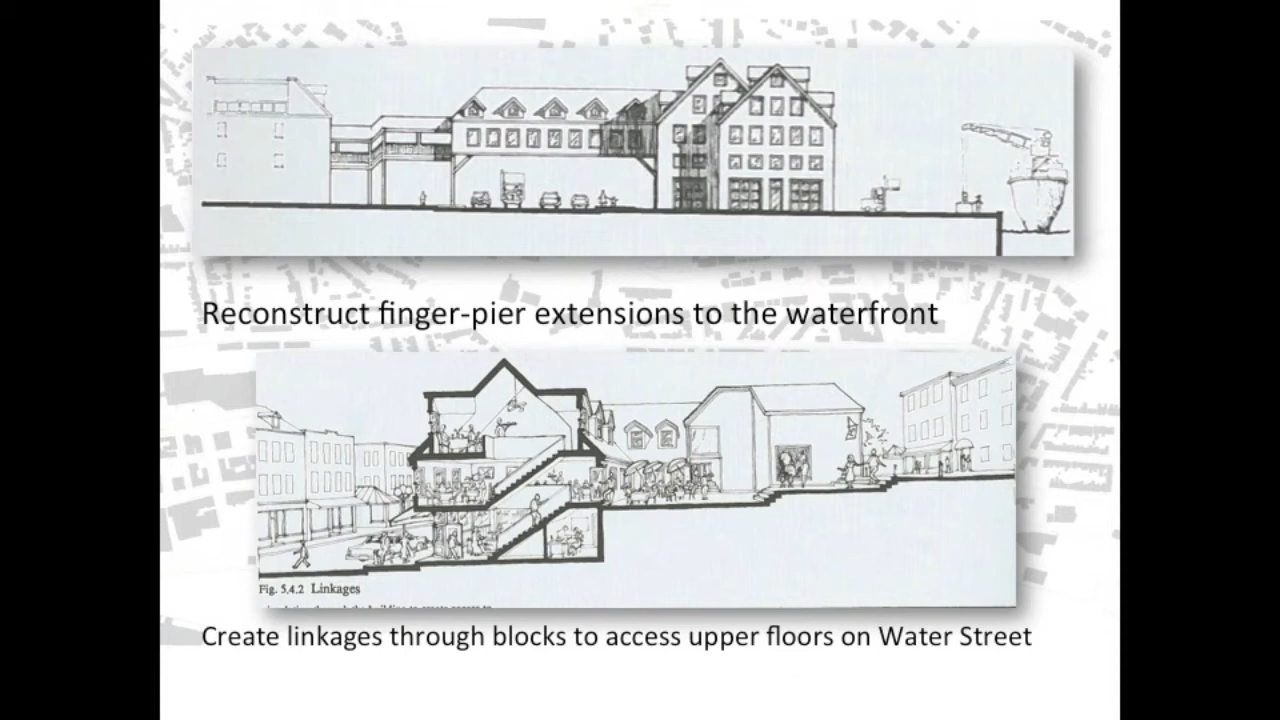 Reconstruct finger-pier extensions to the waterfront
Fig. 5.4.2 Linkages
Create linkages through blocks to access upper floors on Water Street